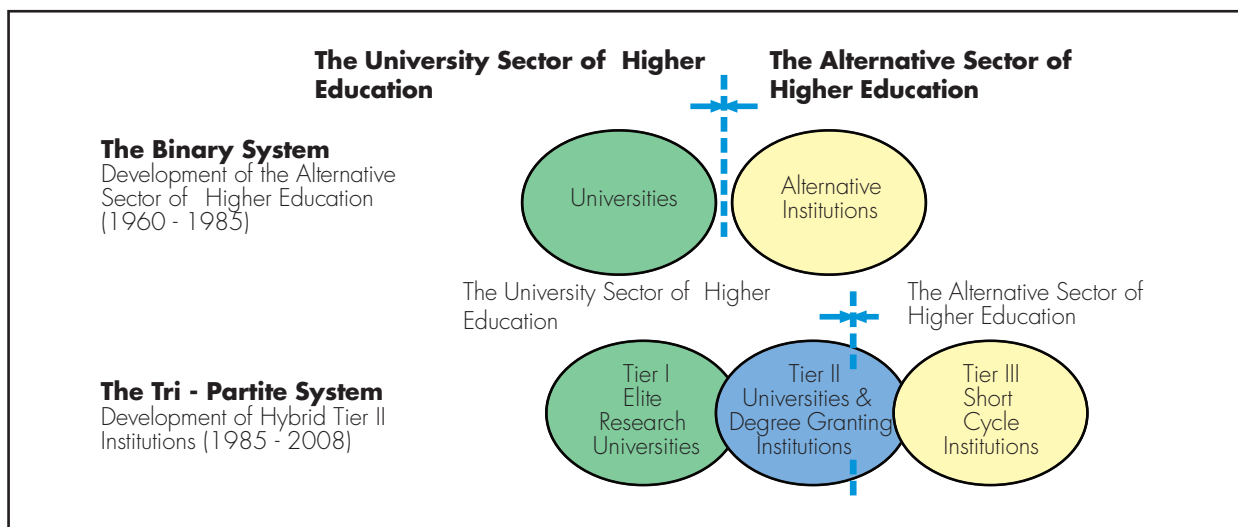 The University Sector of Higher
Education
The Alternative Sector of
Higher Education
The Binary System
Development of the Alternative
Sector of Higher Education
(1960 - 1985)
Universities
Alternative
Institutions
The University Sector of Higher
Education
The Alternative Sector of
Higher Education
The Tri - Partite System
Development of Hybrid Tier II
Institutions (1985 - 2008)
Tier I
Elite
Research
Universities
Tier II
Universities &
Degree Granting
Institutions
Tier III
Short
Cycle
Institutions